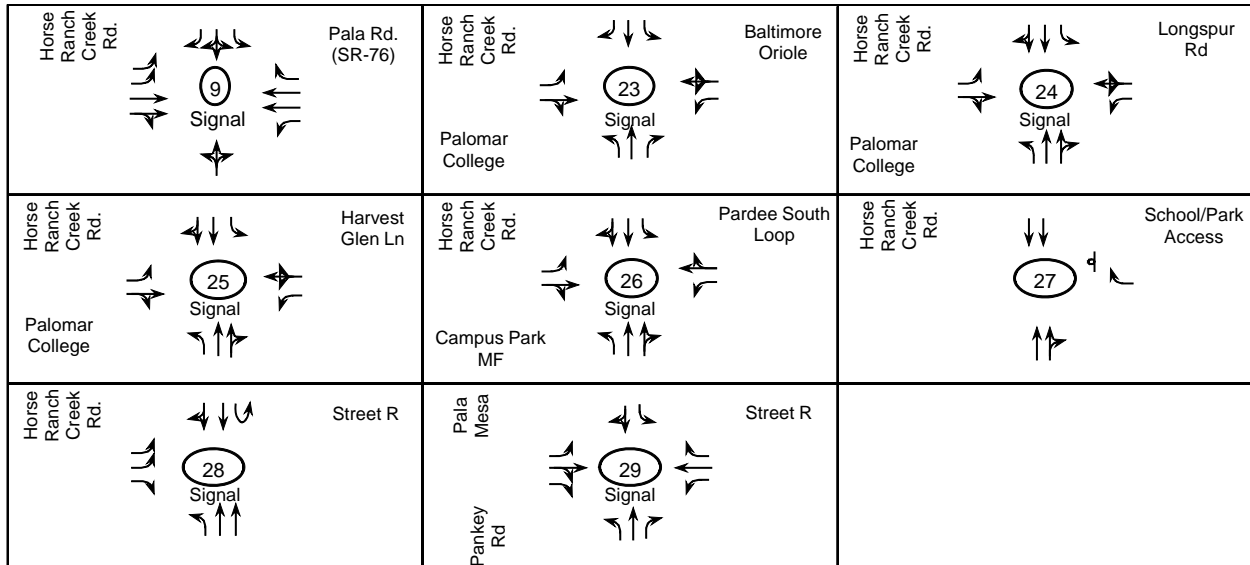 Horse
Ranch
Creek
Rd.
Pala Rd.
(SR-76)
9
Signal
Horse
Ranch
Creek
Rd.
Baltimore
Oriole
23
Signal
Palomar
College
Horse
Ranch
Creek
Rd.
Longspur
Rd
24
Signal
Palomar
College
Horse
Ranch
Creek
Rd.
Harvest
Glen Ln
25
Signal
Palomar
College
Horse
Ranch
Creek
Rd.
Pardee South
Loop
26
Signal
Campus Park
MF
Horse
Ranch
Creek
Rd.
School/Park
Access
27
Horse
Ranch
Creek
Rd.
Street R
28
Signal
Pala
Mesa
Street R
29
Signal
Pankey
Rd